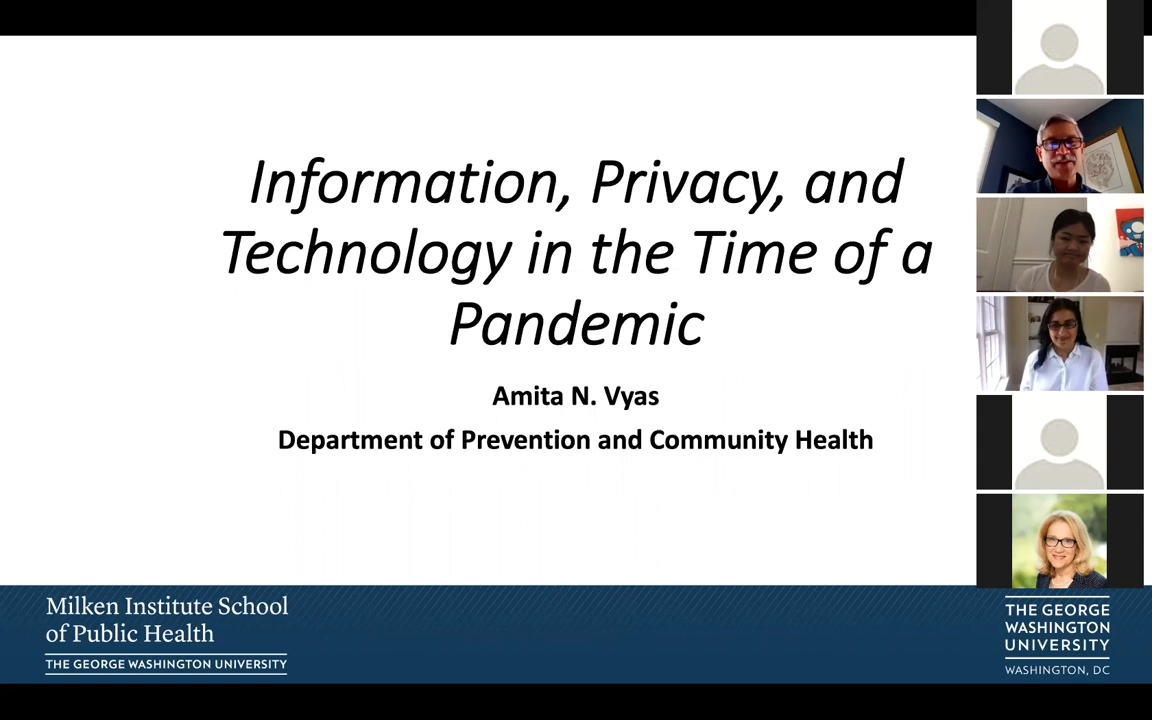 Information, Privacy, and
Technology in the Time of a
Pandemic
Amita N. Vyas
Department of Prevention and Community Health
Milken Institute School
of Public Health
THE GEORGE WASHINGTON UNIVERSITY
THE GEORGE
WASHINGTON
UNIVERSITY
WASHINGTON, DC